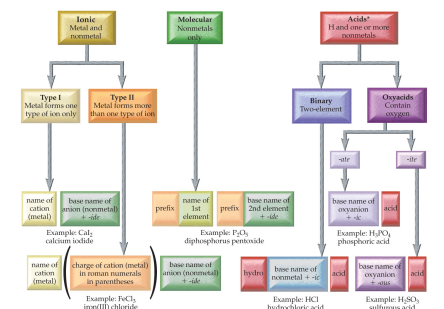 Ionic
Metal and
nonmetal
Molecular
Nonmetals
only
Acids*
H and one or more
nonmetals
Type I
Metal forms one
type of ion only
Type II
Metal forms more
than one type of ion
Binary
Two-element
Oxyacids
Contain
oxygen
-ate
-ite
name of
cation
(metal)
base name of
anion (nonmetal)
+ -ide
prefix
name of
1st
element
prefix
base name of
2nd element
+ -ide
base name of
oxyanion
+ -ic
acid
Example: CaI₂
calcium iodide
Example: P₂O₅
diphosphorus pentoxide
Example: H₃PO₄
phosphoric acid
name of
cation
(metal)
(charge of cation (metal)
in roman numerals
in parentheses)
base name of
anion (nonmetal)
+ -ide
hydro
base name of
nonmetal + -ic
acid
base name of
oxyanion
+ -ous
acid
Example: FeCl₃
iron(III) chloride
Example: HCl
hydrochloric acid
Example: H₂SO₃
sulfurous acid